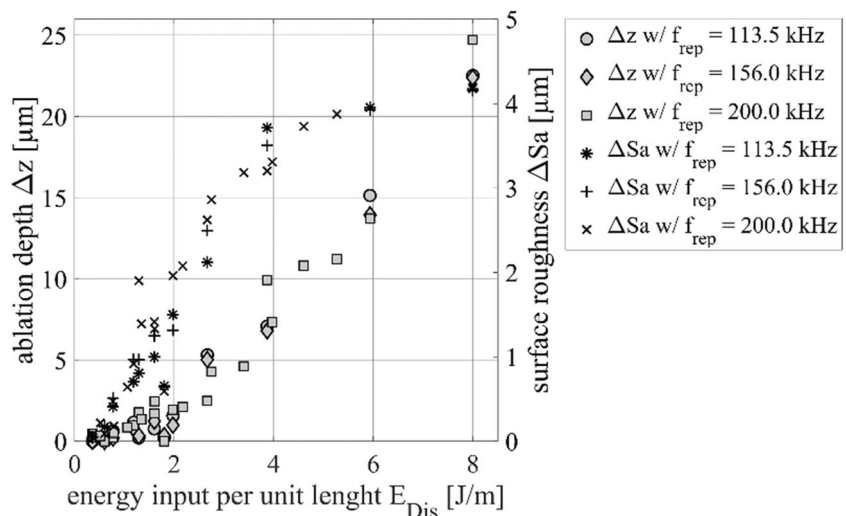 25
20
15
10
5
0
ablation depth Δz [μm]
5
4
3
2
1
0
surface roughness ΔSa [μm]
0 2 4 6 8
energy input per unit lenght E_Dis [J/m]
Δz w/ f_rep = 113.5 kHz
Δz w/ f_rep = 156.0 kHz
Δz w/ f_rep = 200.0 kHz
ΔSa w/ f_rep = 113.5 kHz
ΔSa w/ f_rep = 156.0 kHz
ΔSa w/ f_rep = 200.0 kHz